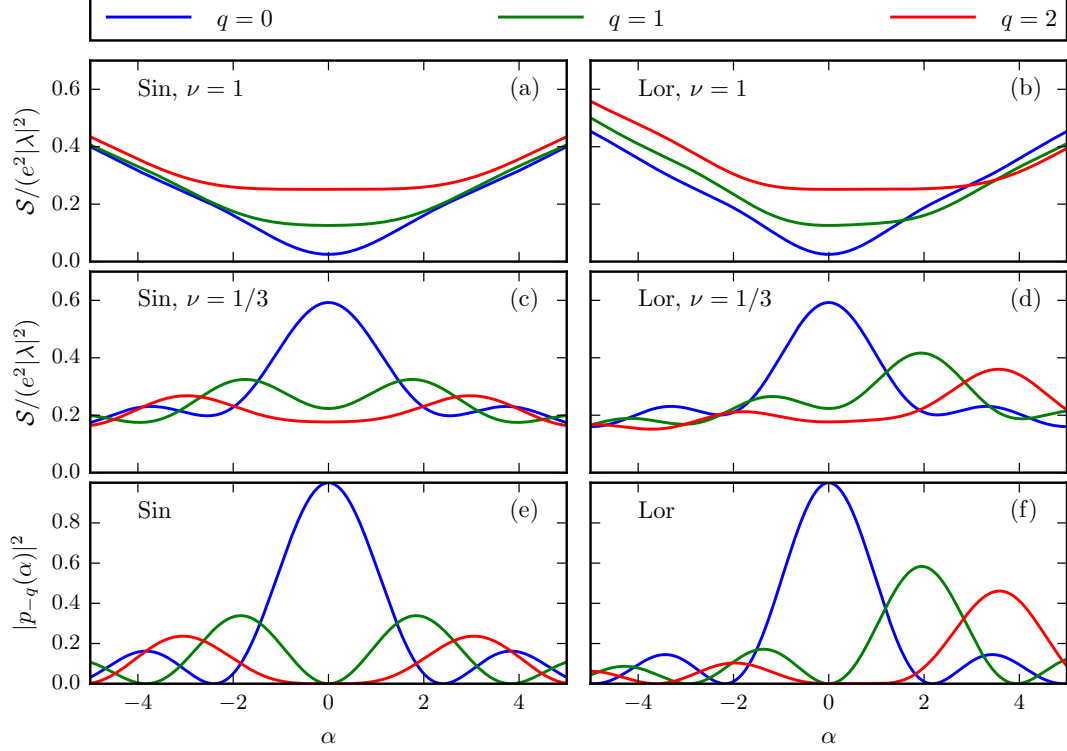 q = 0 q = 1 q = 2
Sin, ν = 1 (a)
Lor, ν = 1 (b)
S/(e²|λ|²)
0.6
0.4
0.2
0.0
Sin, ν = 1/3 (c)
Lor, ν = 1/3 (d)
S/(e²|λ|²)
0.6
0.4
0.2
0.0
Sin (e)
Lor (f)
|p₋q(α)|²
0.8
0.6
0.4
0.2
0.0
−4 −2 0 2 4
−4 −2 0 2 4
α
α